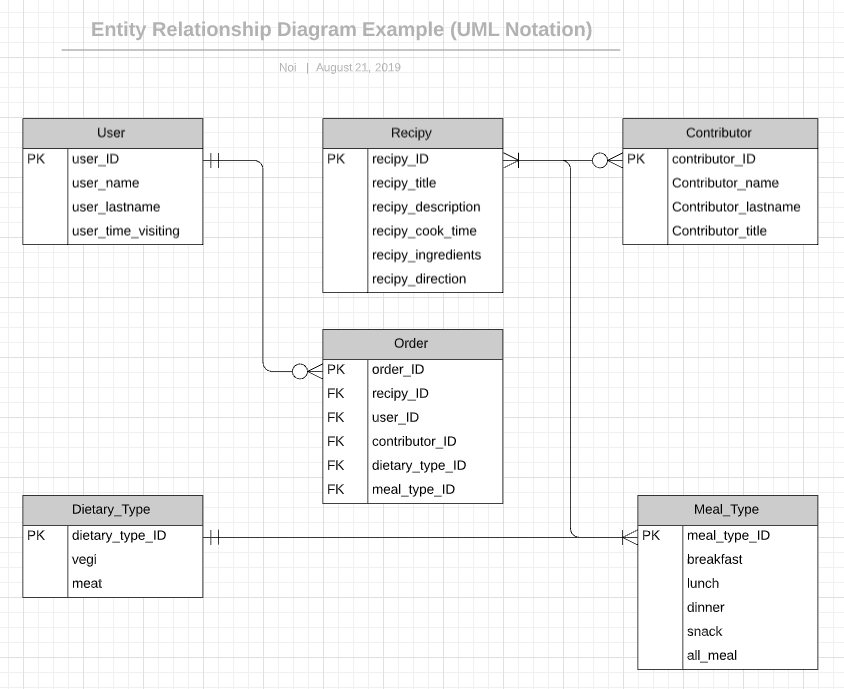 Entity Relationship Diagram Example (UML Notation)
Noi | August 21, 2019
User
PK user_ID
user_name
user_lastname
user_time_visiting
Recipy
PK recipy_ID
recipy_title
recipy_description
recipy_cook_time
recipy_ingredients
recipy_direction
Contributor
PK contributor_ID
Contributor_name
Contributor_lastname
Contributor_title
Order
PK order_ID
FK recipy_ID
FK user_ID
FK contributor_ID
FK dietary_type_ID
FK meal_type_ID
Dietary_Type
PK dietary_type_ID
vegi
meat
Meal_Type
PK meal_type_ID
breakfast
lunch
dinner
snack
all_meal